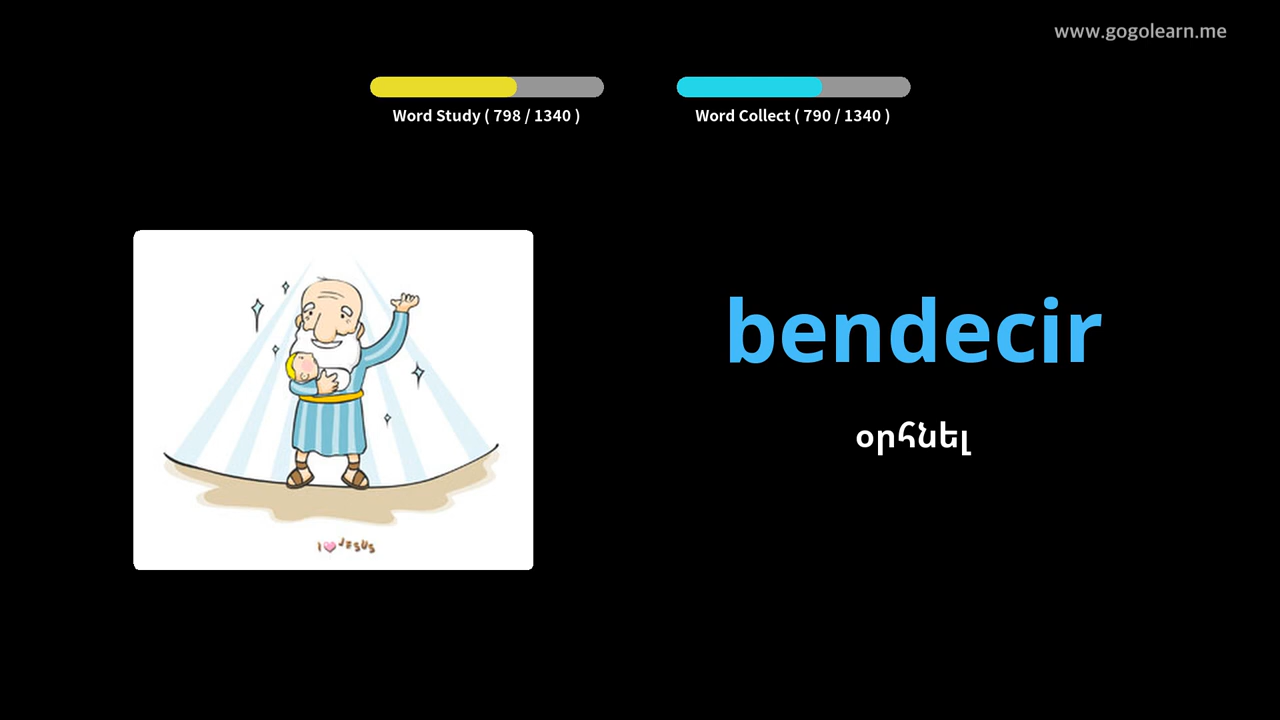 www.gogolearn.me
Word Study ( 798 / 1340 )
Word Collect ( 790 / 1340 )
bendecir
օրհնել
I JESUS